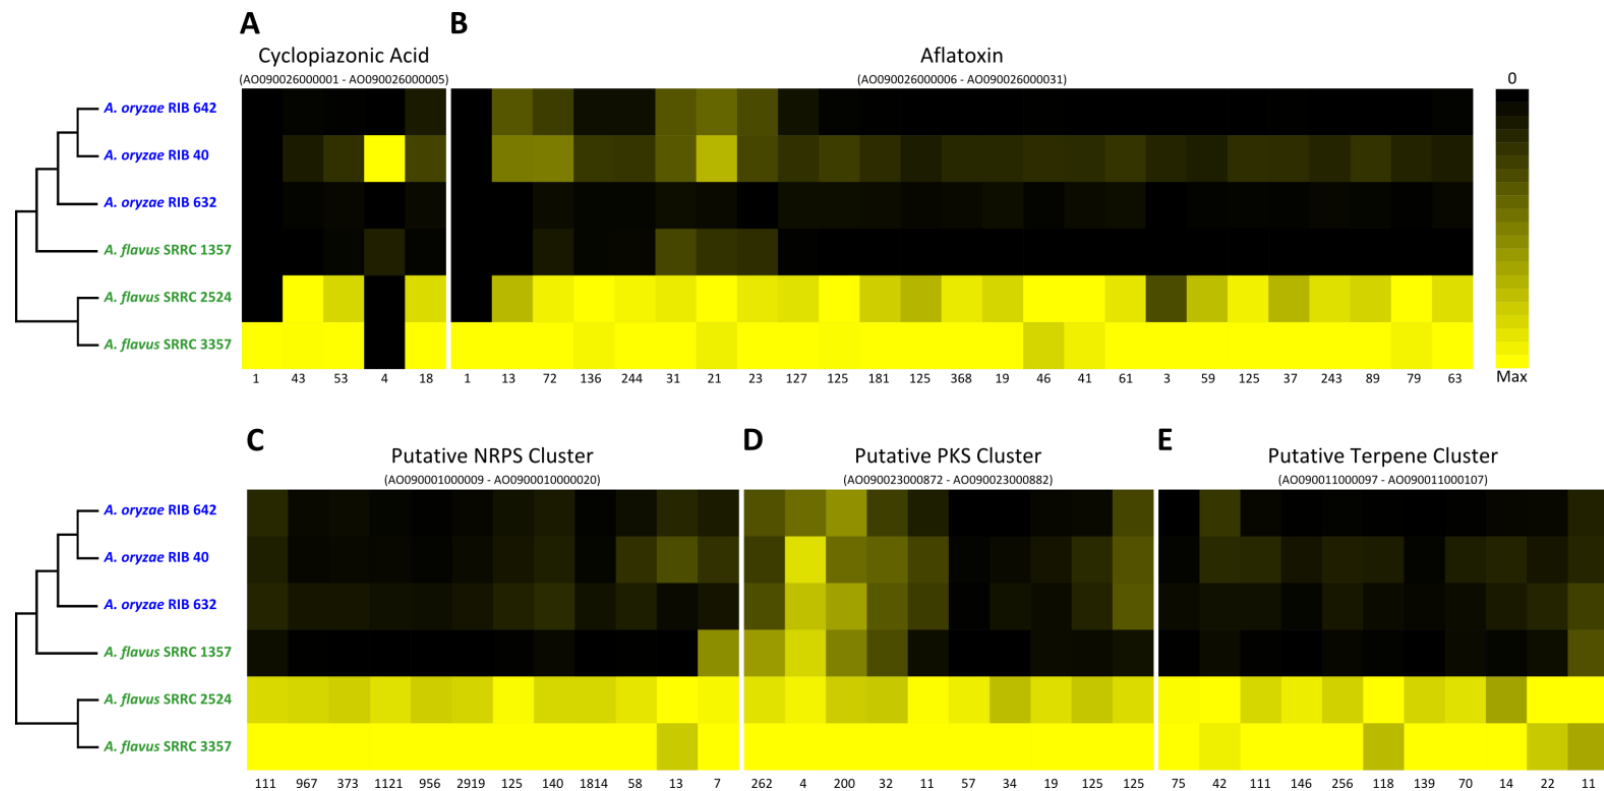 A
B
Cyclopiazonic Acid
Aflatoxin
(AO090026000001 - AO090026000005)
(AO090026000006 - AO090026000031)
0
A. oryzae RIB 642
A. oryzae RIB 40
A. oryzae RIB 632
A. flavus SRRC 1357
A. flavus SRRC 2524
A. flavus SRRC 3357
1 43 53 4 18
1 13 72 136 244 31 21 23 127 125 181 125 368 19 46 41 61 3 59 125 37 243 89 79 63
Max
C
D
E
Putative NRPS Cluster
Putative PKS Cluster
Putative Terpene Cluster
(AO090001000009 - AO0900010000020)
(AO090023000872 - AO090023000882)
(AO090011000097 - AO090011000107)
A. oryzae RIB 642
A. oryzae RIB 40
A. oryzae RIB 632
A. flavus SRRC 1357
A. flavus SRRC 2524
A. flavus SRRC 3357
111 967 373 1121 956 2919 125 140 1814 58 13 7
262 4 200 32 11 57 34 19 125 125
75 42 111 146 256 118 139 70 14 22 11